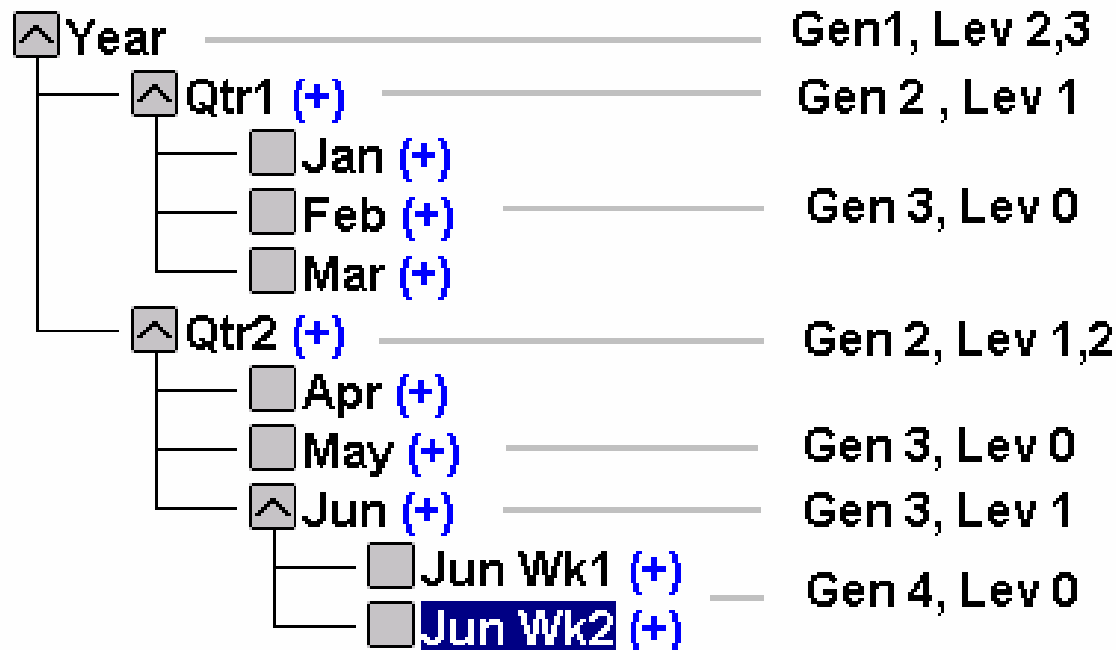 Year Gen1, Lev 2,3
Qtr1 (+) Gen 2 , Lev 1
Jan (+)
Feb (+) Gen 3, Lev 0
Mar (+)
Qtr2 (+) Gen 2, Lev 1,2
Apr (+)
May (+) Gen 3, Lev 0
Jun (+) Gen 3, Lev 1
Jun Wk1 (+)
Gen 4, Lev 0
Jun Wk2 (+)